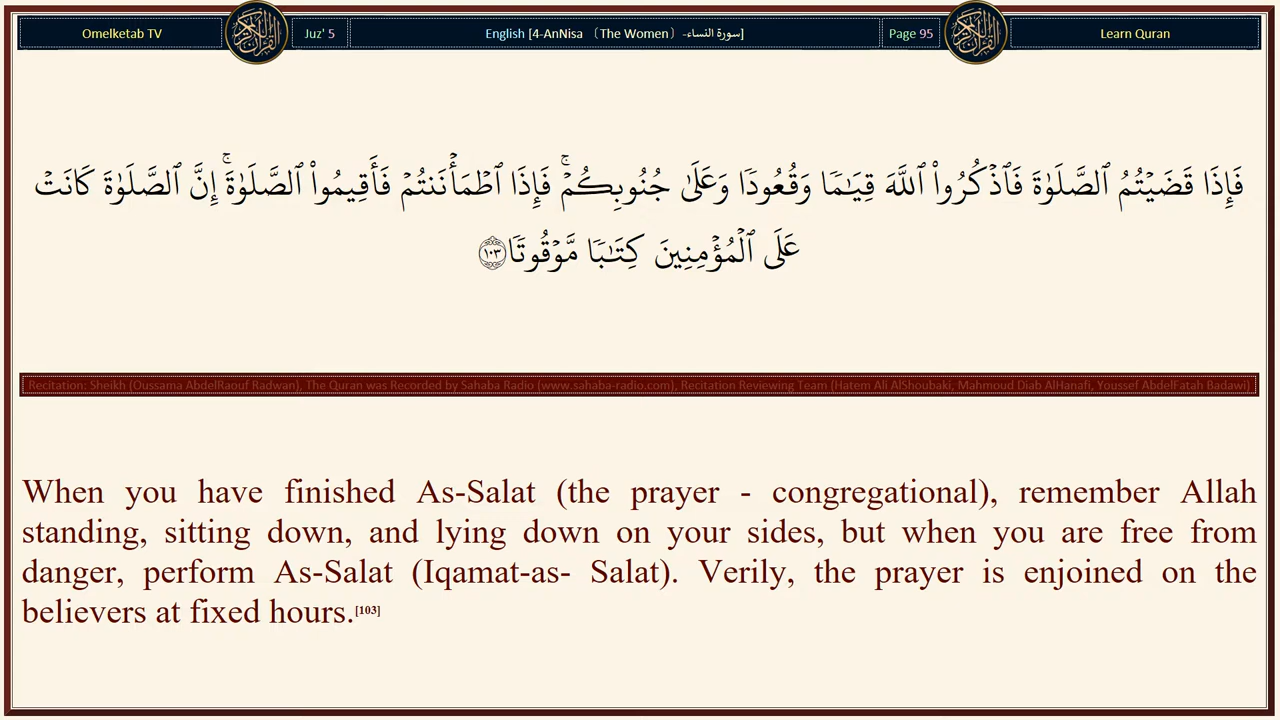 Omelketab TV
Juz' 5
English [4-AnNisa （The Women）-سورة النساء]
Page 95
Learn Quran
فَإِذَا قَضَيۡتُمُ ٱلصَّلَوٰةَ فَٱذۡكُرُواْ ٱللَّهَ قِيَٰمٗا وَقُعُودٗا وَعَلَىٰ جُنُوبِكُمۡۚ فَإِذَا ٱطۡمَأۡنَنتُمۡ فَأَقِيمُواْ ٱلصَّلَوٰةَۚ إِنَّ ٱلصَّلَوٰةَ كَانَتۡ
عَلَى ٱلۡمُؤۡمِنِينَ كِتَٰبٗا مَّوۡقُوتٗا ١٠٣
Recitation: Sheikh (Oussama AbdelRaouf Radwan), The Quran was Recorded by Sahaba Radio (www.sahaba-radio.com), Recitation Reviewing Team (Hatem Ali AlShoubaki, Mahmoud Diab AlHanafi, Youssef AbdelFatah Badawi)
When you have finished As-Salat (the prayer - congregational), remember Allah
standing, sitting down, and lying down on your sides, but when you are free from
danger, perform As-Salat (Iqamat-as- Salat). Verily, the prayer is enjoined on the
believers at fixed hours.[103]